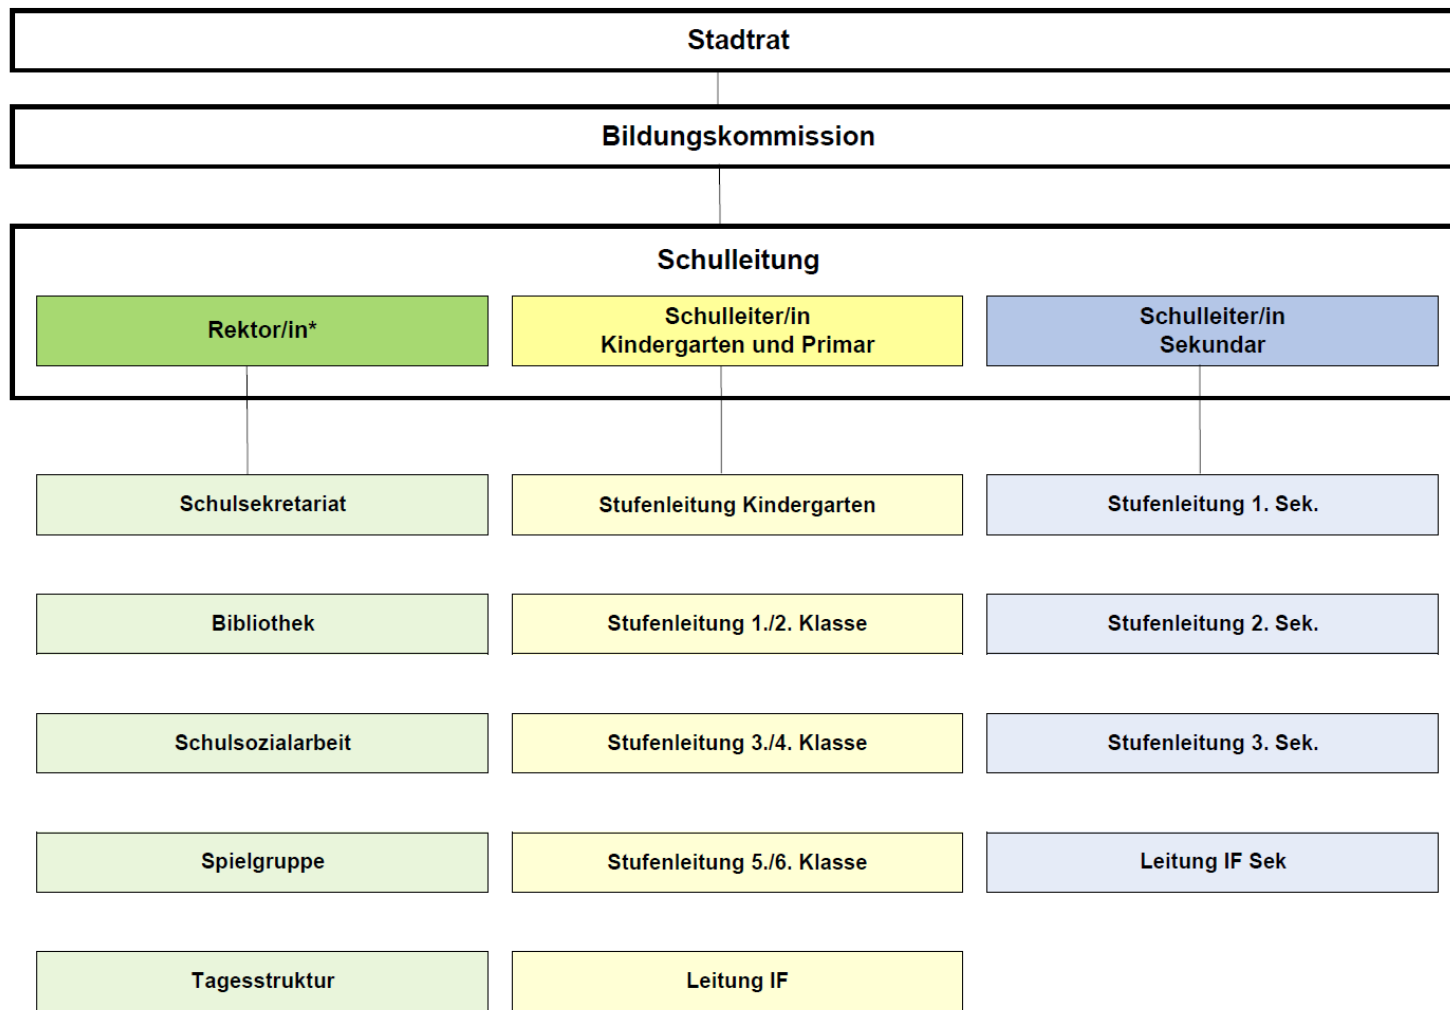 Stadtrat
Bildungskommission
Schulleitung
Rektor/in*
Schulleiter/in
Kindergarten und Primar
Schulleiter/in
Sekundar
Schulsekretariat
Stufenleitung Kindergarten
Stufenleitung 1. Sek.
Bibliothek
Stufenleitung 1./2. Klasse
Stufenleitung 2. Sek.
Schulsozialarbeit
Stufenleitung 3./4. Klasse
Stufenleitung 3. Sek.
Spielgruppe
Stufenleitung 5./6. Klasse
Leitung IF Sek
Tagesstruktur
Leitung IF